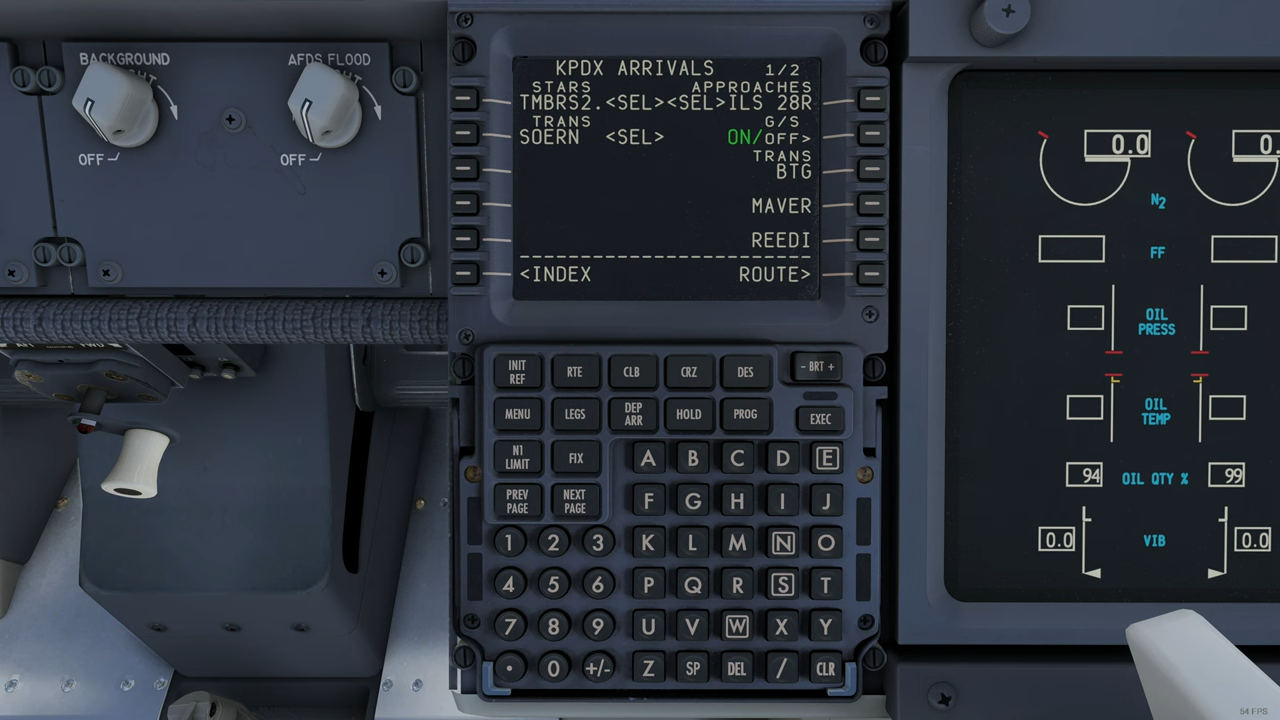 BACKGROUND
AFDS FLOOD
OFF
OFF
KPDX ARRIVALS 1/2
STARS APPROACHES
TMBRS2.<SEL><SEL>ILS 28R
TRANS G/S
SOERN <SEL> ON/OFF>
TRANS
BTG
MAVER
REEDI
--------------------------
<INDEX ROUTE>
INIT REF
RTE
CLB
CRZ
DES
- BRT +
MENU
LEGS
DEP ARR
HOLD
PROG
EXEC
N1 LIMIT
FIX
A B C D E
PREV PAGE
NEXT PAGE
F G H I J
1 2 3 K L M N O
4 5 6 P Q R S T
7 8 9 U V W X Y
. 0 +/- Z SP DEL / CLR
0.0
0.
N2
FF
OIL PRESS
OIL TEMP
94 OIL QTY % 99
0.0 VIB 0.0
54 FPS